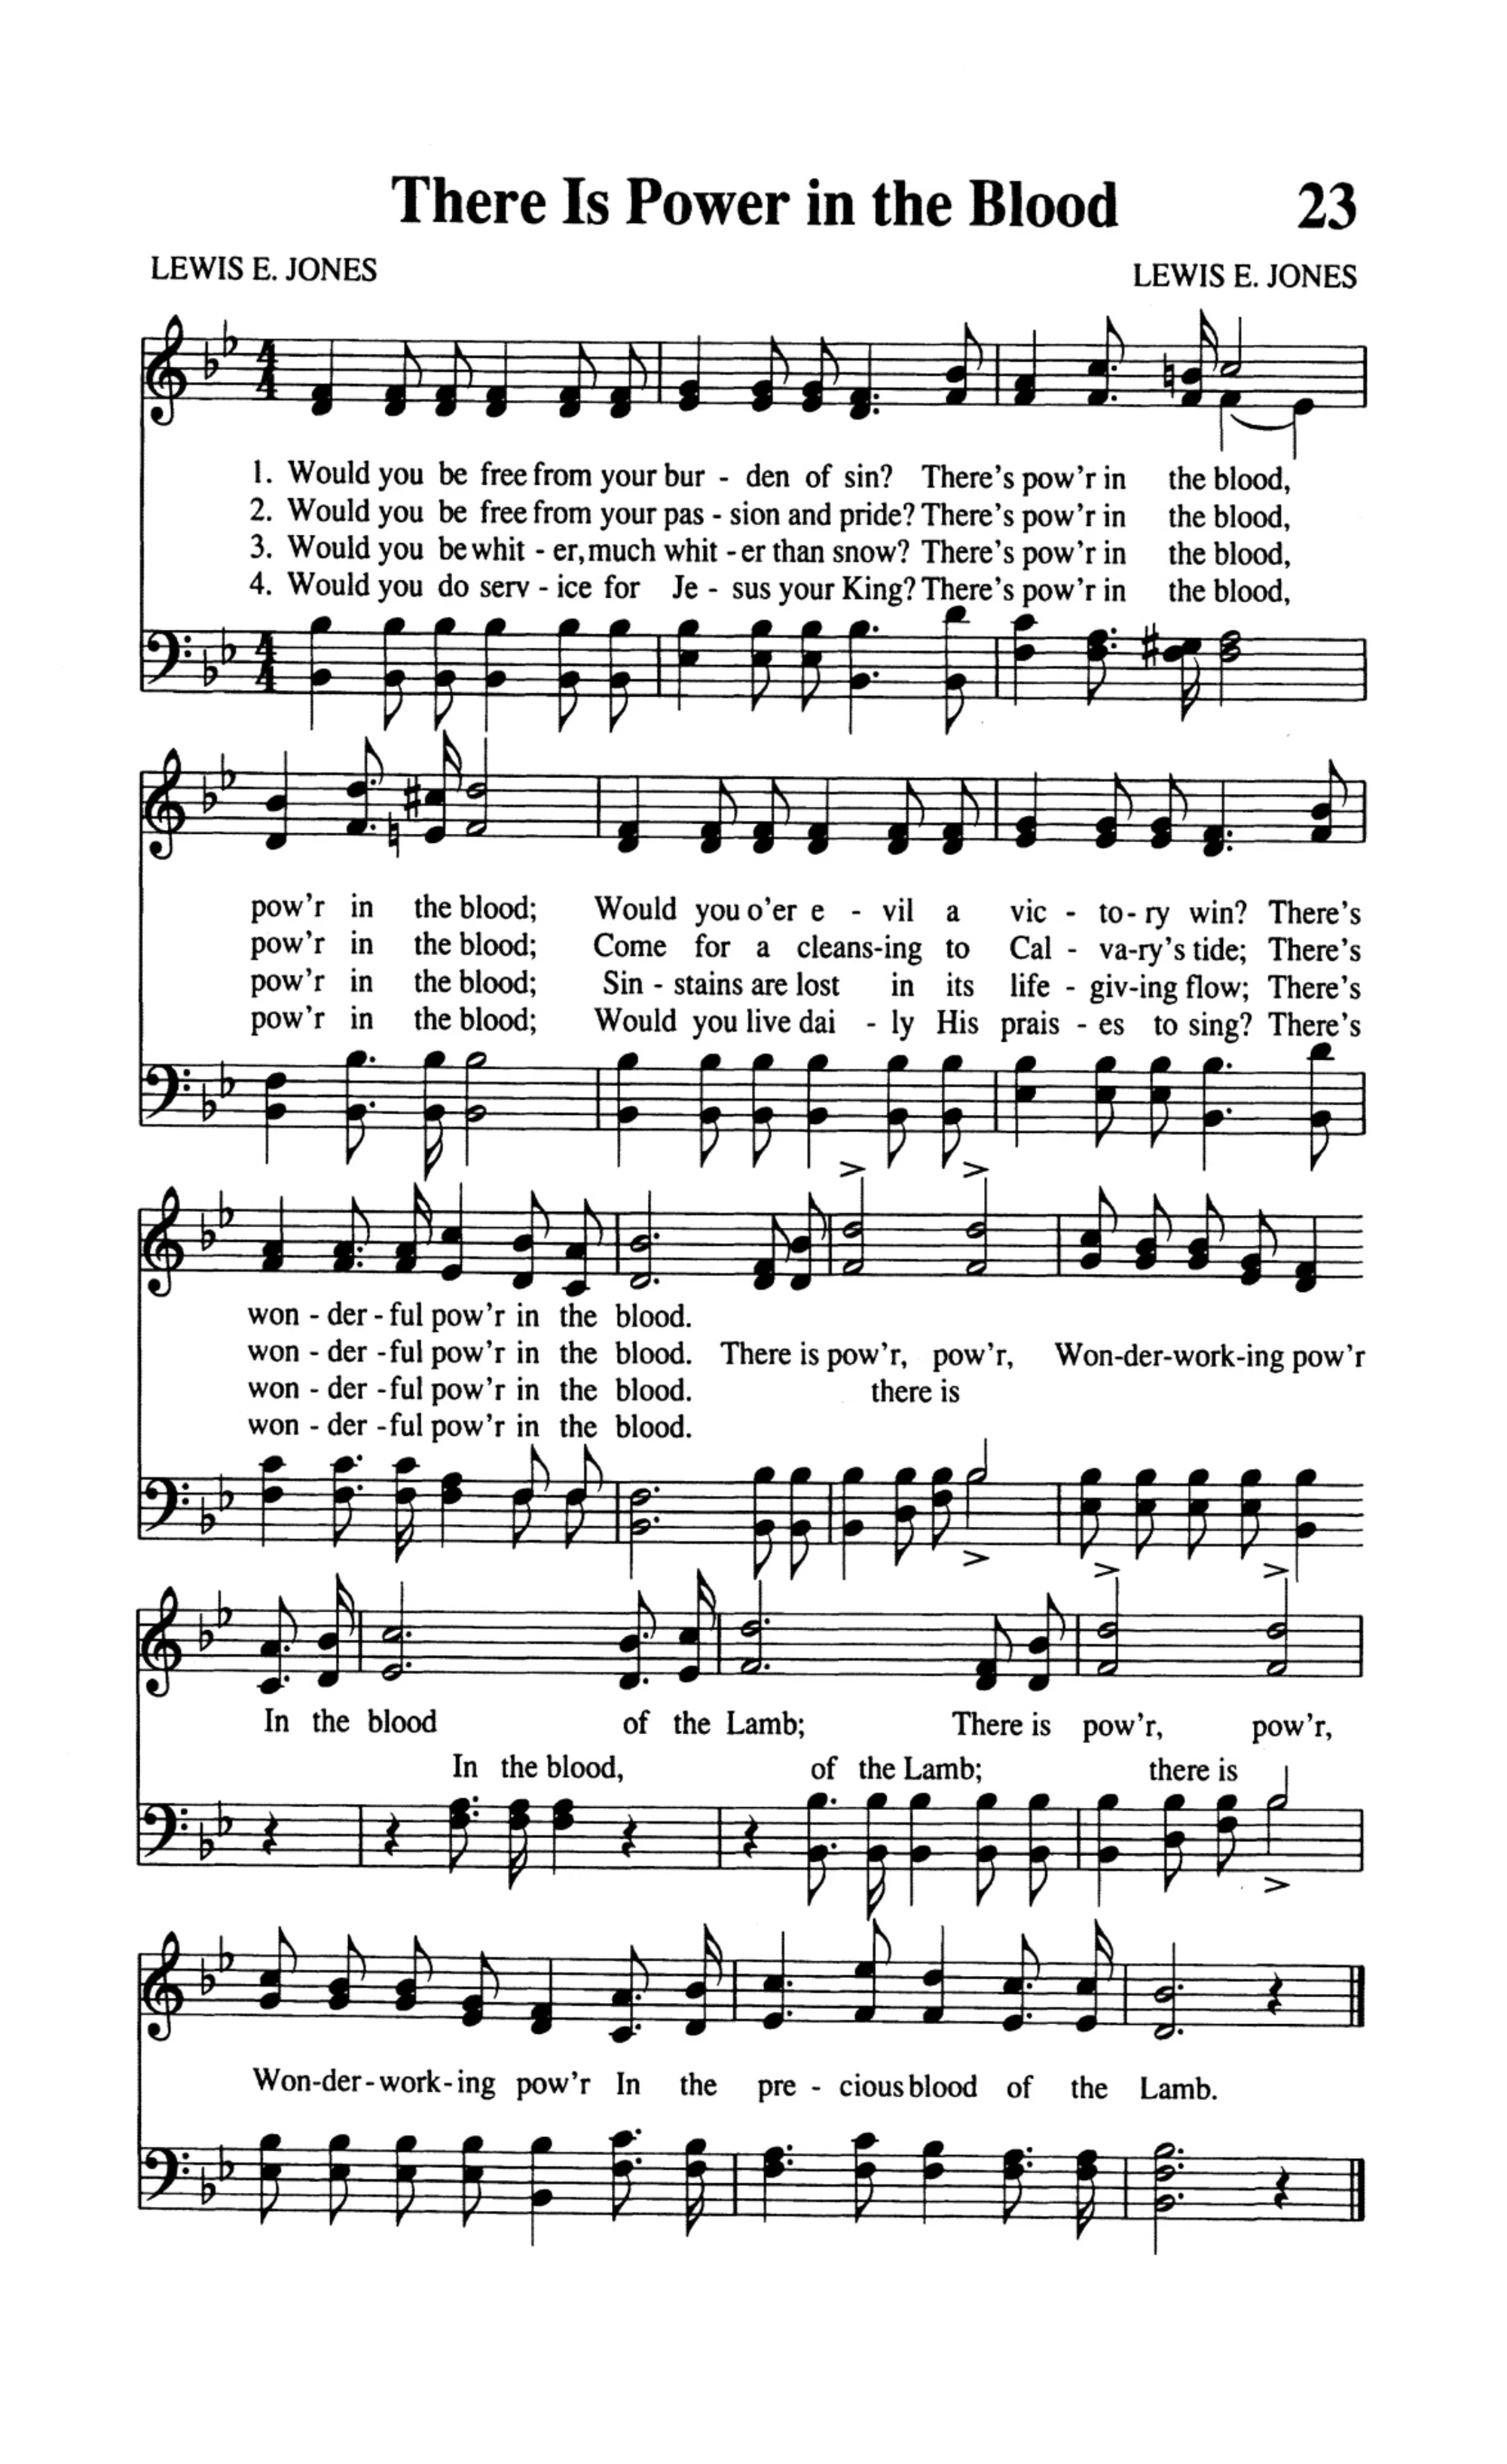 There Is Power in the Blood 23
LEWIS E. JONES LEWIS E. JONES
1. Would you be free from your bur - den of sin? There's pow'r in the blood,
2. Would you be free from your pas - sion and pride? There's pow'r in the blood,
3. Would you be whit - er, much whit - er than snow? There's pow'r in the blood,
4. Would you do serv - ice for Je - sus your King? There's pow'r in the blood,
pow'r in the blood; Would you o'er e - vil a vic - to - ry win? There's
pow'r in the blood; Come for a cleans-ing to Cal - va-ry's tide; There's
pow'r in the blood; Sin - stains are lost in its life - giv-ing flow; There's
pow'r in the blood; Would you live dai - ly His prais - es to sing? There's
won - der - ful pow'r in the blood.
won - der - ful pow'r in the blood. There is pow'r, pow'r, Won-der-work-ing pow'r
won - der - ful pow'r in the blood. there is
won - der - ful pow'r in the blood.
In the blood of the Lamb; There is pow'r, pow'r,
In the blood, of the Lamb; there is
Won-der-work-ing pow'r In the pre - cious blood of the Lamb.